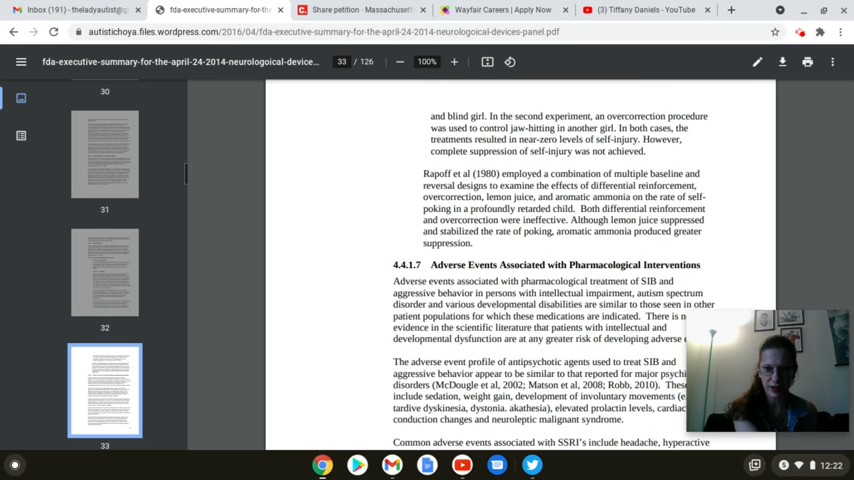 Inbox (191) - theladyautist@g
fda-executive-summary-for-the
Share petition · Massachusett
Wayfair Careers | Apply Now
(3) Tiffany Daniels - YouTube
autistichoya.files.wordpress.com/2016/04/fda-executive-summary-for-the-april-24-2014-neurologoical-devices-panel.pdf
fda-executive-summary-for-the-april-24-2014-neurologoical-device...
33 / 126
100%
30
31
32
33
and blind girl. In the second experiment, an overcorrection procedure
was used to control jaw-hitting in another girl. In both cases, the
treatments resulted in near-zero levels of self-injury. However,
complete suppression of self-injury was not achieved.
Rapoff et al (1980) employed a combination of multiple baseline and
reversal designs to examine the effects of differential reinforcement,
overcorrection, lemon juice, and aromatic ammonia on the rate of self-
poking in a profoundly retarded child. Both differential reinforcement
and overcorrection were ineffective. Although lemon juice suppressed
and stabilized the rate of poking, aromatic ammonia produced greater
suppression.
4.4.1.7 Adverse Events Associated with Pharmacological Interventions
Adverse events associated with pharmacological treatment of SIB and
aggressive behavior in persons with intellectual impairment, autism spectrum
disorder and various developmental disabilities are similar to those seen in other
patient populations for which these medications are indicated. There is n
evidence in the scientific literature that patients with intellectual and
developmental dysfunction are at any greater risk of developing adverse
The adverse event profile of antipsychotic agents used to treat SIB and
aggressive behavior appear to be similar to that reported for major psychi
disorders (McDougle et al, 2002; Matson et al, 2008; Robb, 2010). These
include sedation, weight gain, development of involuntary movements (e
tardive dyskinesia, dystonia. akathesia), elevated prolactin levels, cardiac
conduction changes and neuroleptic malignant syndrome.
Common adverse events associated with SSRI's include headache, hyperactive
12:22